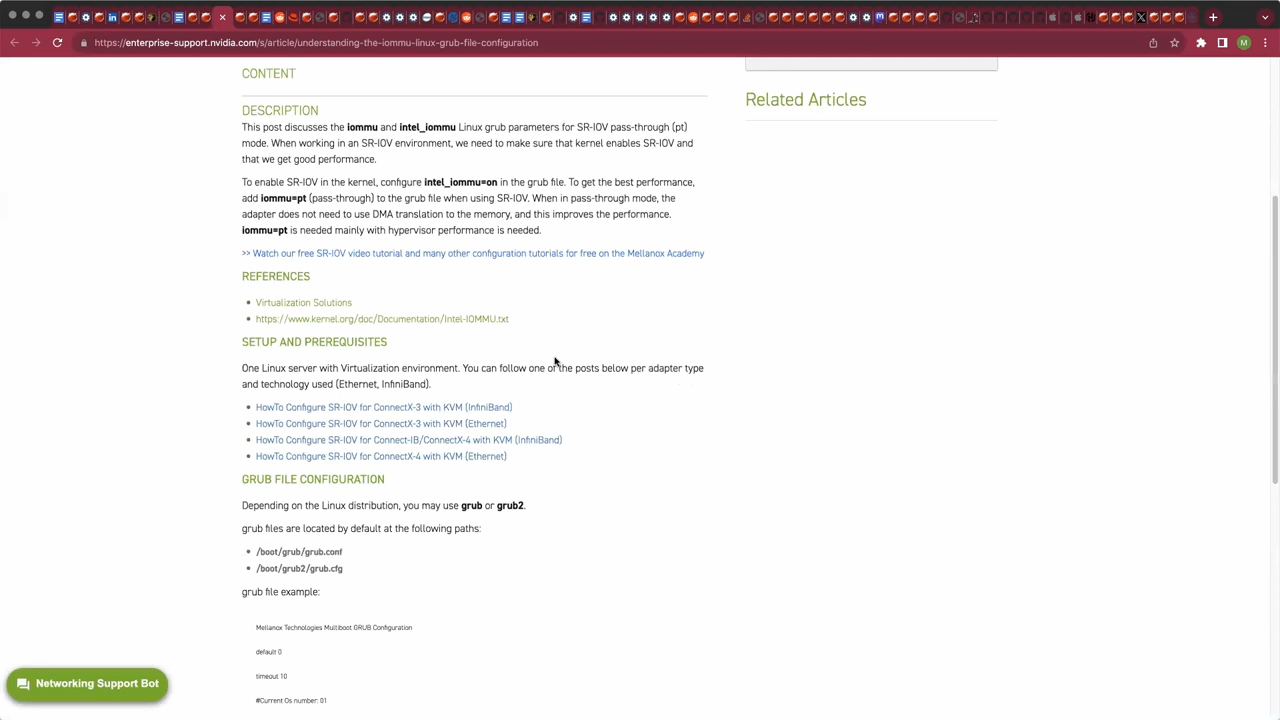 https://enterprise-support.nvidia.com/s/article/understanding-the-iommu-linux-grub-file-configuration
M
CONTENT
Related Articles
DESCRIPTION
This post discusses the iommu and intel_iommu Linux grub parameters for SR-IOV pass-through (pt)
mode. When working in an SR-IOV environment, we need to make sure that kernel enables SR-IOV and
that we get good performance.
To enable SR-IOV in the kernel, configure intel_iommu=on in the grub file. To get the best performance,
add iommu=pt (pass-through) to the grub file when using SR-IOV. When in pass-through mode, the
adapter does not need to use DMA translation to the memory, and this improves the performance.
iommu=pt is needed mainly with hypervisor performance is needed.
>> Watch our free SR-IOV video tutorial and many other configuration tutorials for free on the Mellanox Academy
REFERENCES
• Virtualization Solutions
• https://www.kernel.org/doc/Documentation/Intel-IOMMU.txt
SETUP AND PREREQUISITES
One Linux server with Virtualization environment. You can follow one of the posts below per adapter type
and technology used (Ethernet, InfiniBand).
• HowTo Configure SR-IOV for ConnectX-3 with KVM (InfiniBand)
• HowTo Configure SR-IOV for ConnectX-3 with KVM (Ethernet)
• HowTo Configure SR-IOV for Connect-IB/ConnectX-4 with KVM (InfiniBand)
• HowTo Configure SR-IOV for ConnectX-4 with KVM (Ethernet)
GRUB FILE CONFIGURATION
Depending on the Linux distribution, you may use grub or grub2.
grub files are located by default at the following paths:
• /boot/grub/grub.conf
• /boot/grub2/grub.cfg
grub file example:
Mellanox Technologies Multiboot GRUB Configuration
default 0
timeout 10
#Current Os number: 01
Networking Support Bot